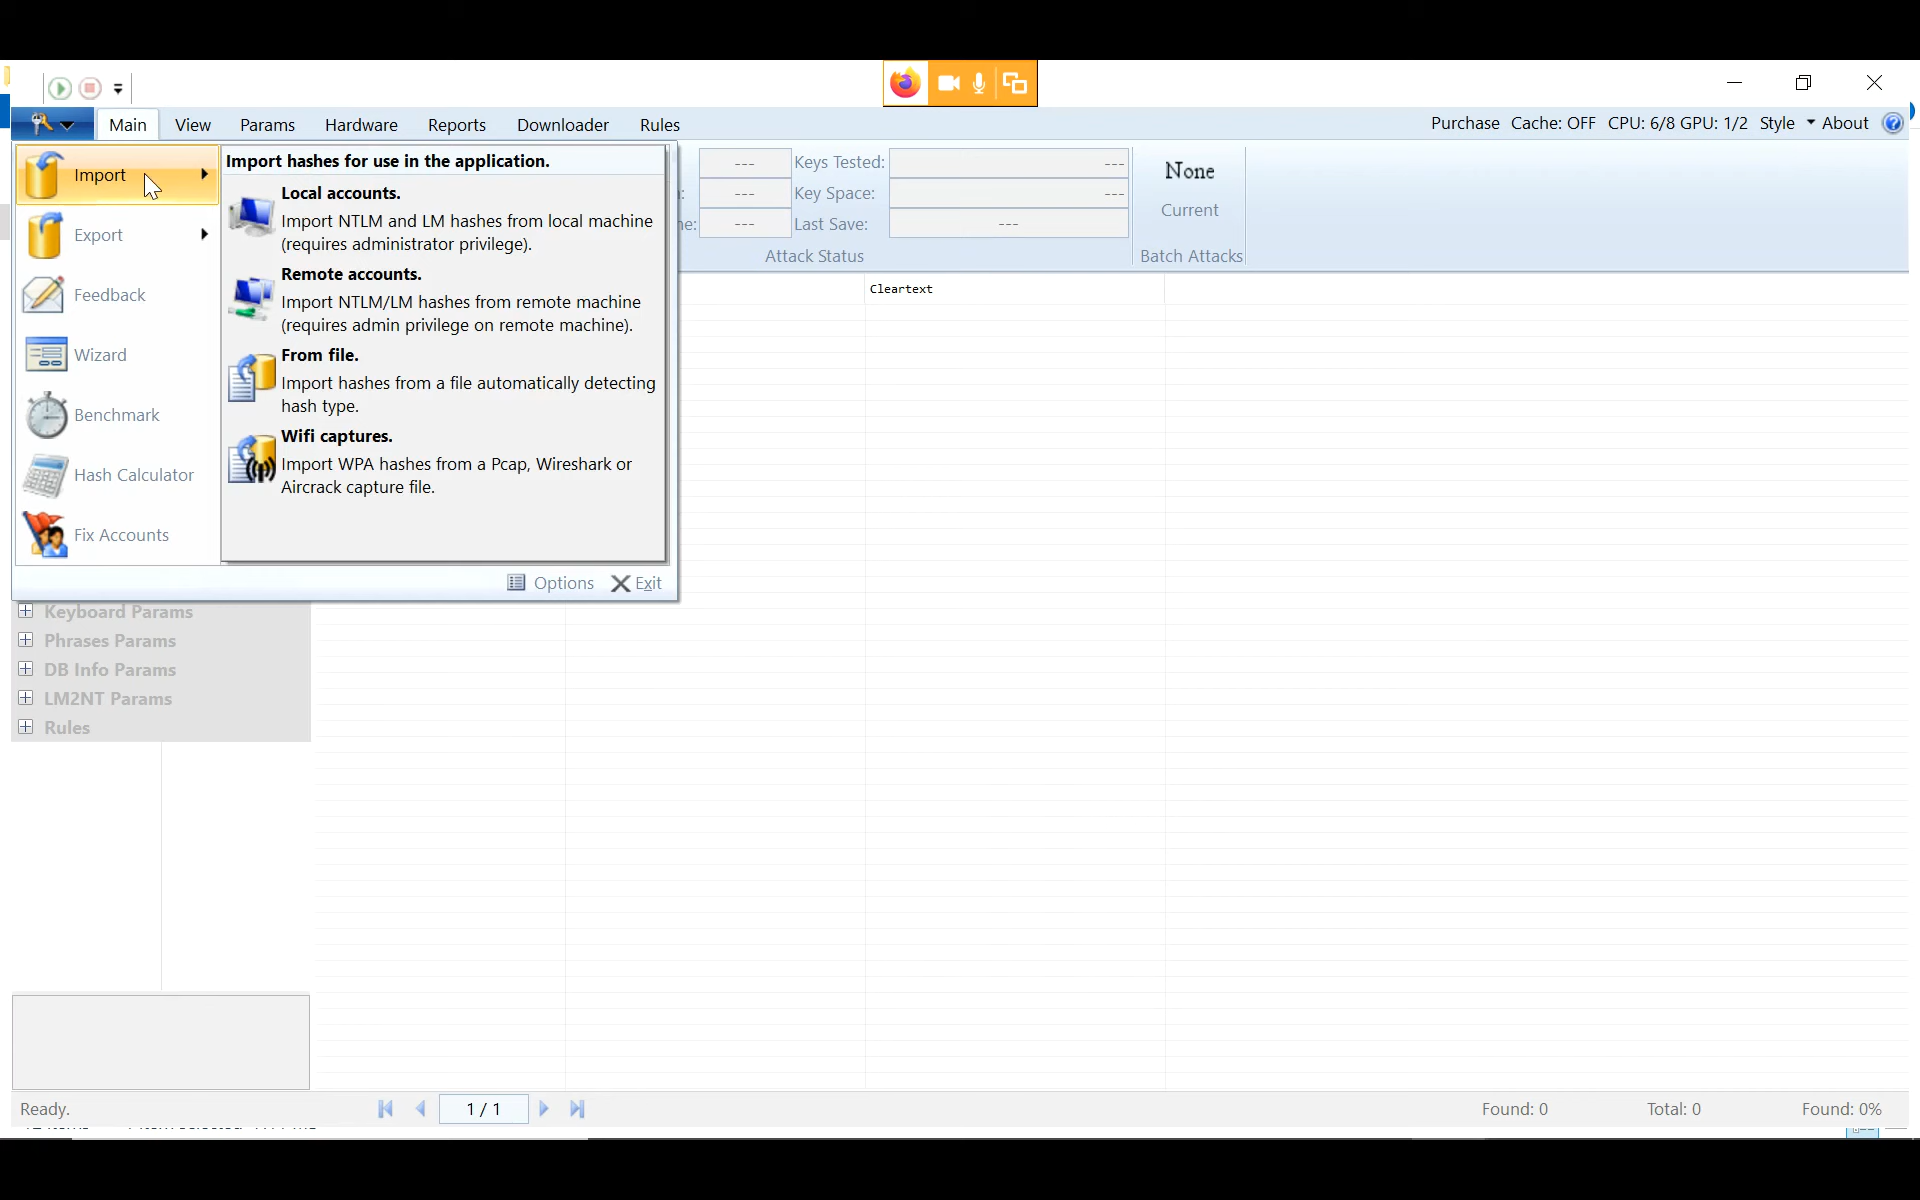 Main View Params Hardware Reports Downloader Rules
Purchase Cache: OFF CPU: 6/8 GPU: 1/2 Style About
Import
Export
Feedback
Wizard
Benchmark
Hash Calculator
Fix Accounts
Import hashes for use in the application.
Local accounts.
Import NTLM and LM hashes from local machine
(requires administrator privilege).
Remote accounts.
Import NTLM/LM hashes from remote machine
(requires admin privilege on remote machine).
From file.
Import hashes from a file automatically detecting
hash type.
Wifi captures.
Import WPA hashes from a Pcap, Wireshark or
Aircrack capture file.
Options Exit
--- Keys Tested: ---
--- Key Space: ---
--- Last Save: ---
Attack Status
None
Current
Batch Attacks
Cleartext
Keyboard Params
Phrases Params
DB Info Params
LM2NT Params
Rules
Ready. 1 / 1 Found: 0 Total: 0 Found: 0%